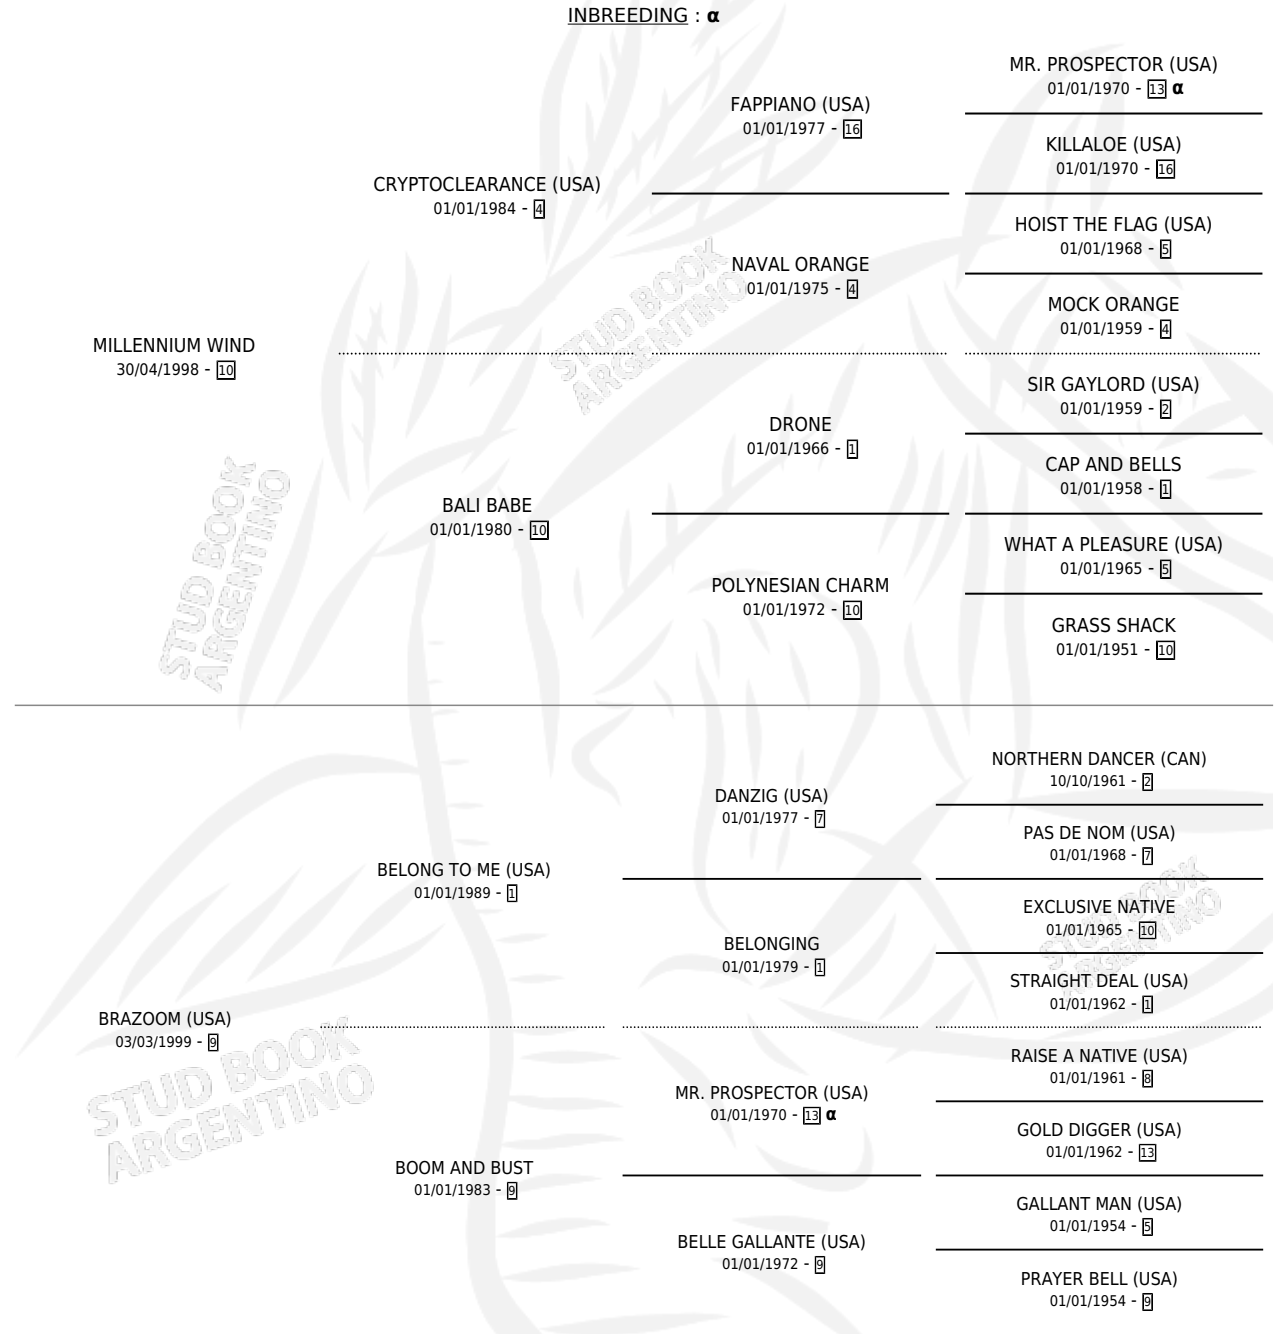 INBREEDING : α
MR. PROSPECTOR (USA)
01/01/1970 - 13 α
FAPPIANO (USA)
01/01/1977 - 16
KILLALOE (USA)
01/01/1970 - 16
CRYPTOCLEARANCE (USA)
01/01/1984 - 4
HOIST THE FLAG (USA)
01/01/1968 - 5
NAVAL ORANGE
01/01/1975 - 4
MOCK ORANGE
01/01/1959 - 4
MILLENNIUM WIND
30/04/1998 - 10
SIR GAYLORD (USA)
01/01/1959 - 2
DRONE
01/01/1966 - 1
CAP AND BELLS
01/01/1958 - 1
BALI BABE
01/01/1980 - 10
WHAT A PLEASURE (USA)
01/01/1965 - 5
POLYNESIAN CHARM
01/01/1972 - 10
GRASS SHACK
01/01/1951 - 10
NORTHERN DANCER (CAN)
10/10/1961 - 2
DANZIG (USA)
01/01/1977 - 7
PAS DE NOM (USA)
01/01/1968 - 7
BELONG TO ME (USA)
01/01/1989 - 1
EXCLUSIVE NATIVE
01/01/1965 - 10
BELONGING
01/01/1979 - 1
STRAIGHT DEAL (USA)
01/01/1962 - 1
BRAZOOM (USA)
03/03/1999 - 9
RAISE A NATIVE (USA)
01/01/1961 - 8
MR. PROSPECTOR (USA)
01/01/1970 - 13 α
GOLD DIGGER (USA)
01/01/1962 - 13
BOOM AND BUST
01/01/1983 - 9
GALLANT MAN (USA)
01/01/1954 - 5
BELLE GALLANTE (USA)
01/01/1972 - 9
PRAYER BELL (USA)
01/01/1954 - 9
STUD BOOK
ARGENTINO
STUD BOOK
ARGENTINO
STUD BOOK
ARGENTINO
STUD BOOK
ARGENTINO